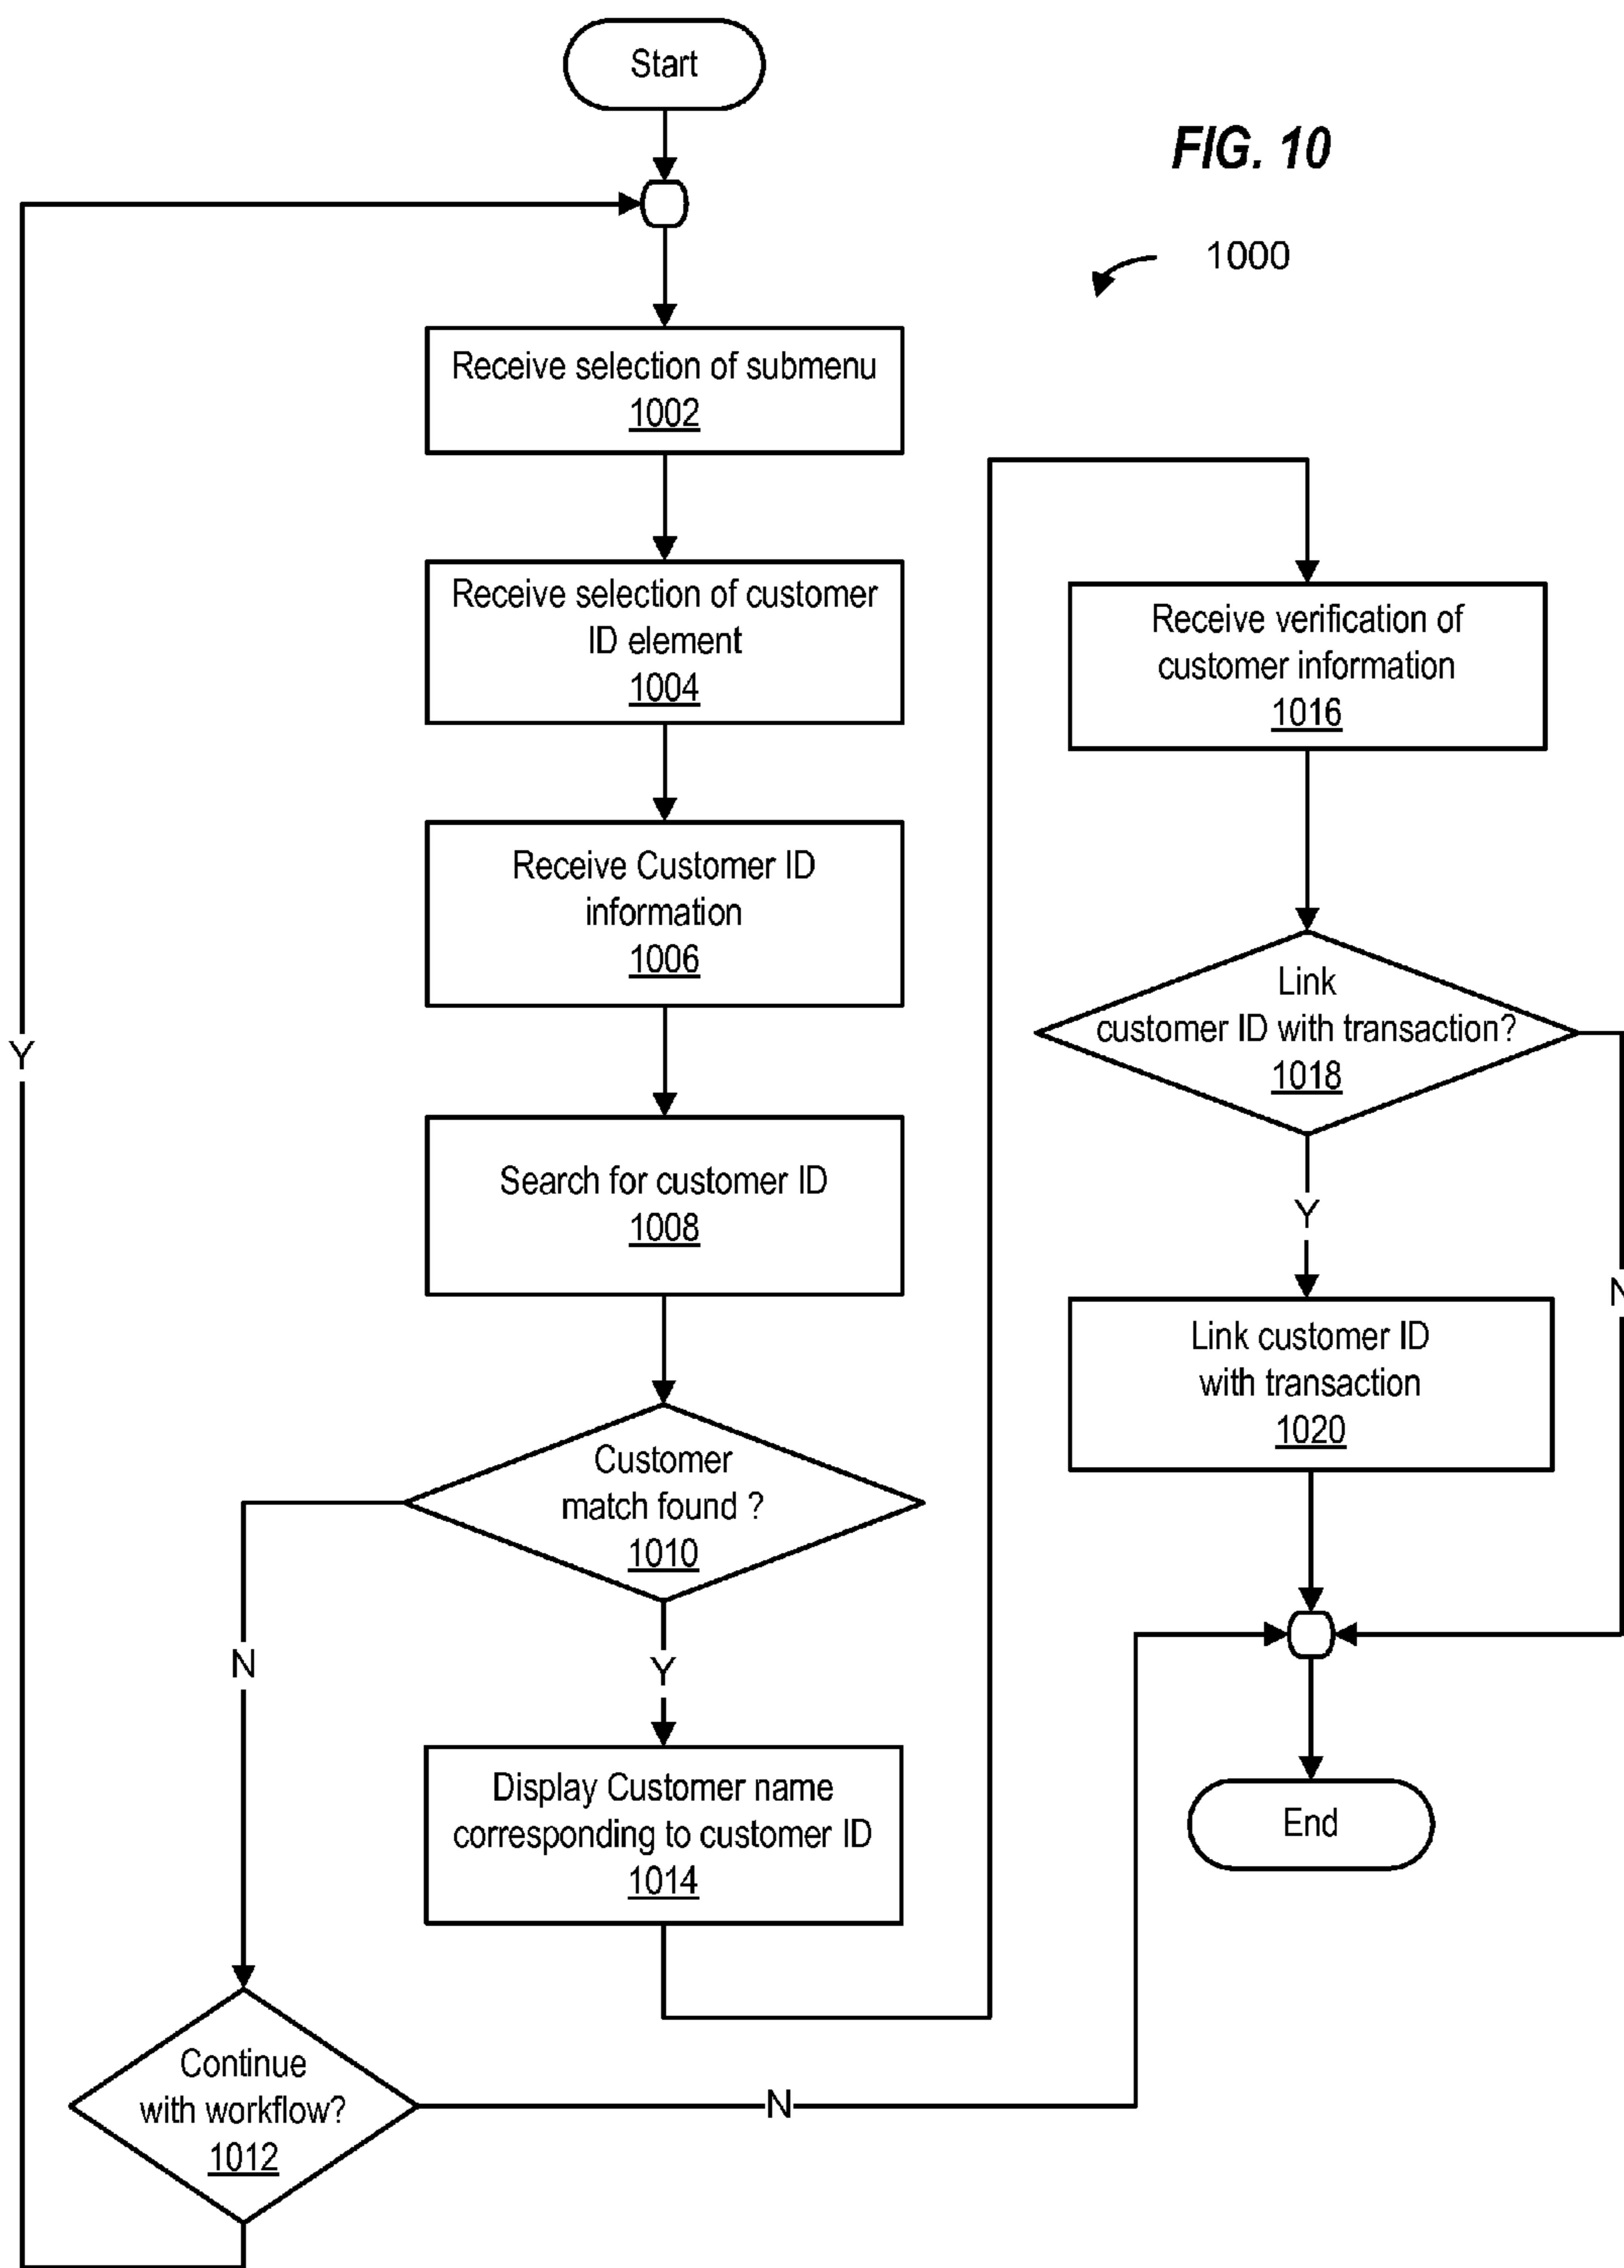 Start
FIG. 10
1000
Receive selection of submenu
1002
Receive selection of customer
ID element
1004
Receive Customer ID
information
1006
Search for customer ID
1008
Customer
match found ?
1010
N
Y
Display Customer name
corresponding to customer ID
1014
Continue
with workflow?
1012
Y
N
Receive verification of
customer information
1016
Link
customer ID with transaction?
1018
Y
N
Link customer ID
with transaction
1020
End